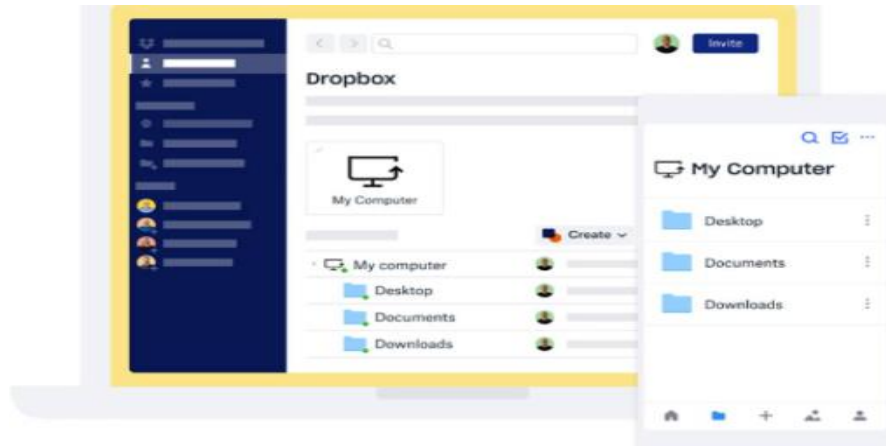 Invite
Dropbox
My Computer
Create
My computer
Desktop
Documents
Downloads
My Computer
Desktop
Documents
Downloads